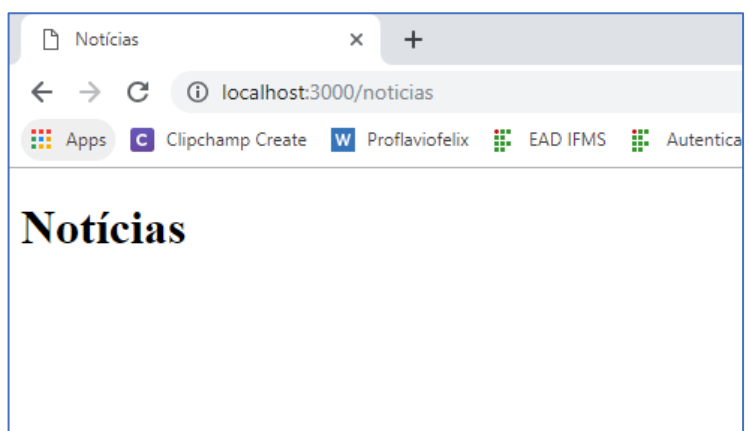 Notícias
localhost:3000/noticias
Apps C Clipchamp Create W Proflaviofelix EAD IFMS Autentica
Notícias